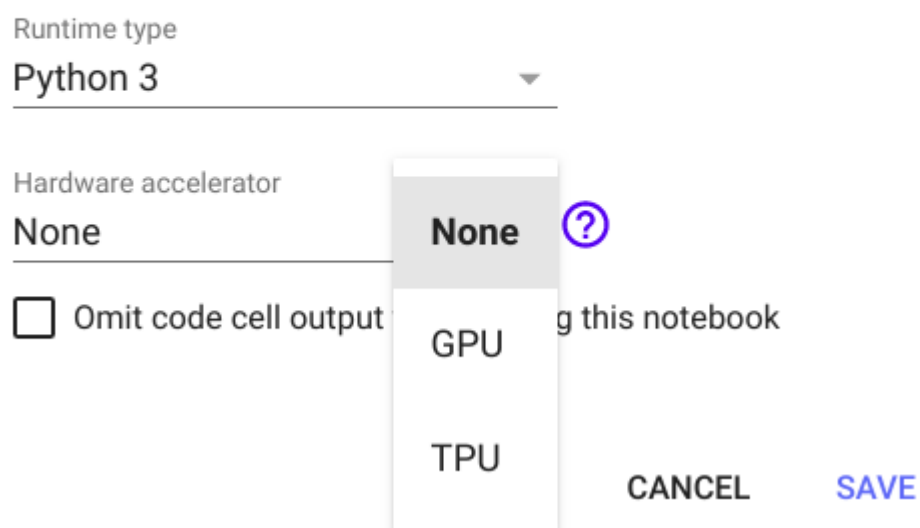 Runtime type
Python 3
Hardware accelerator
None
None
?
Omit code cell output
g this notebook
GPU
TPU
CANCEL
SAVE